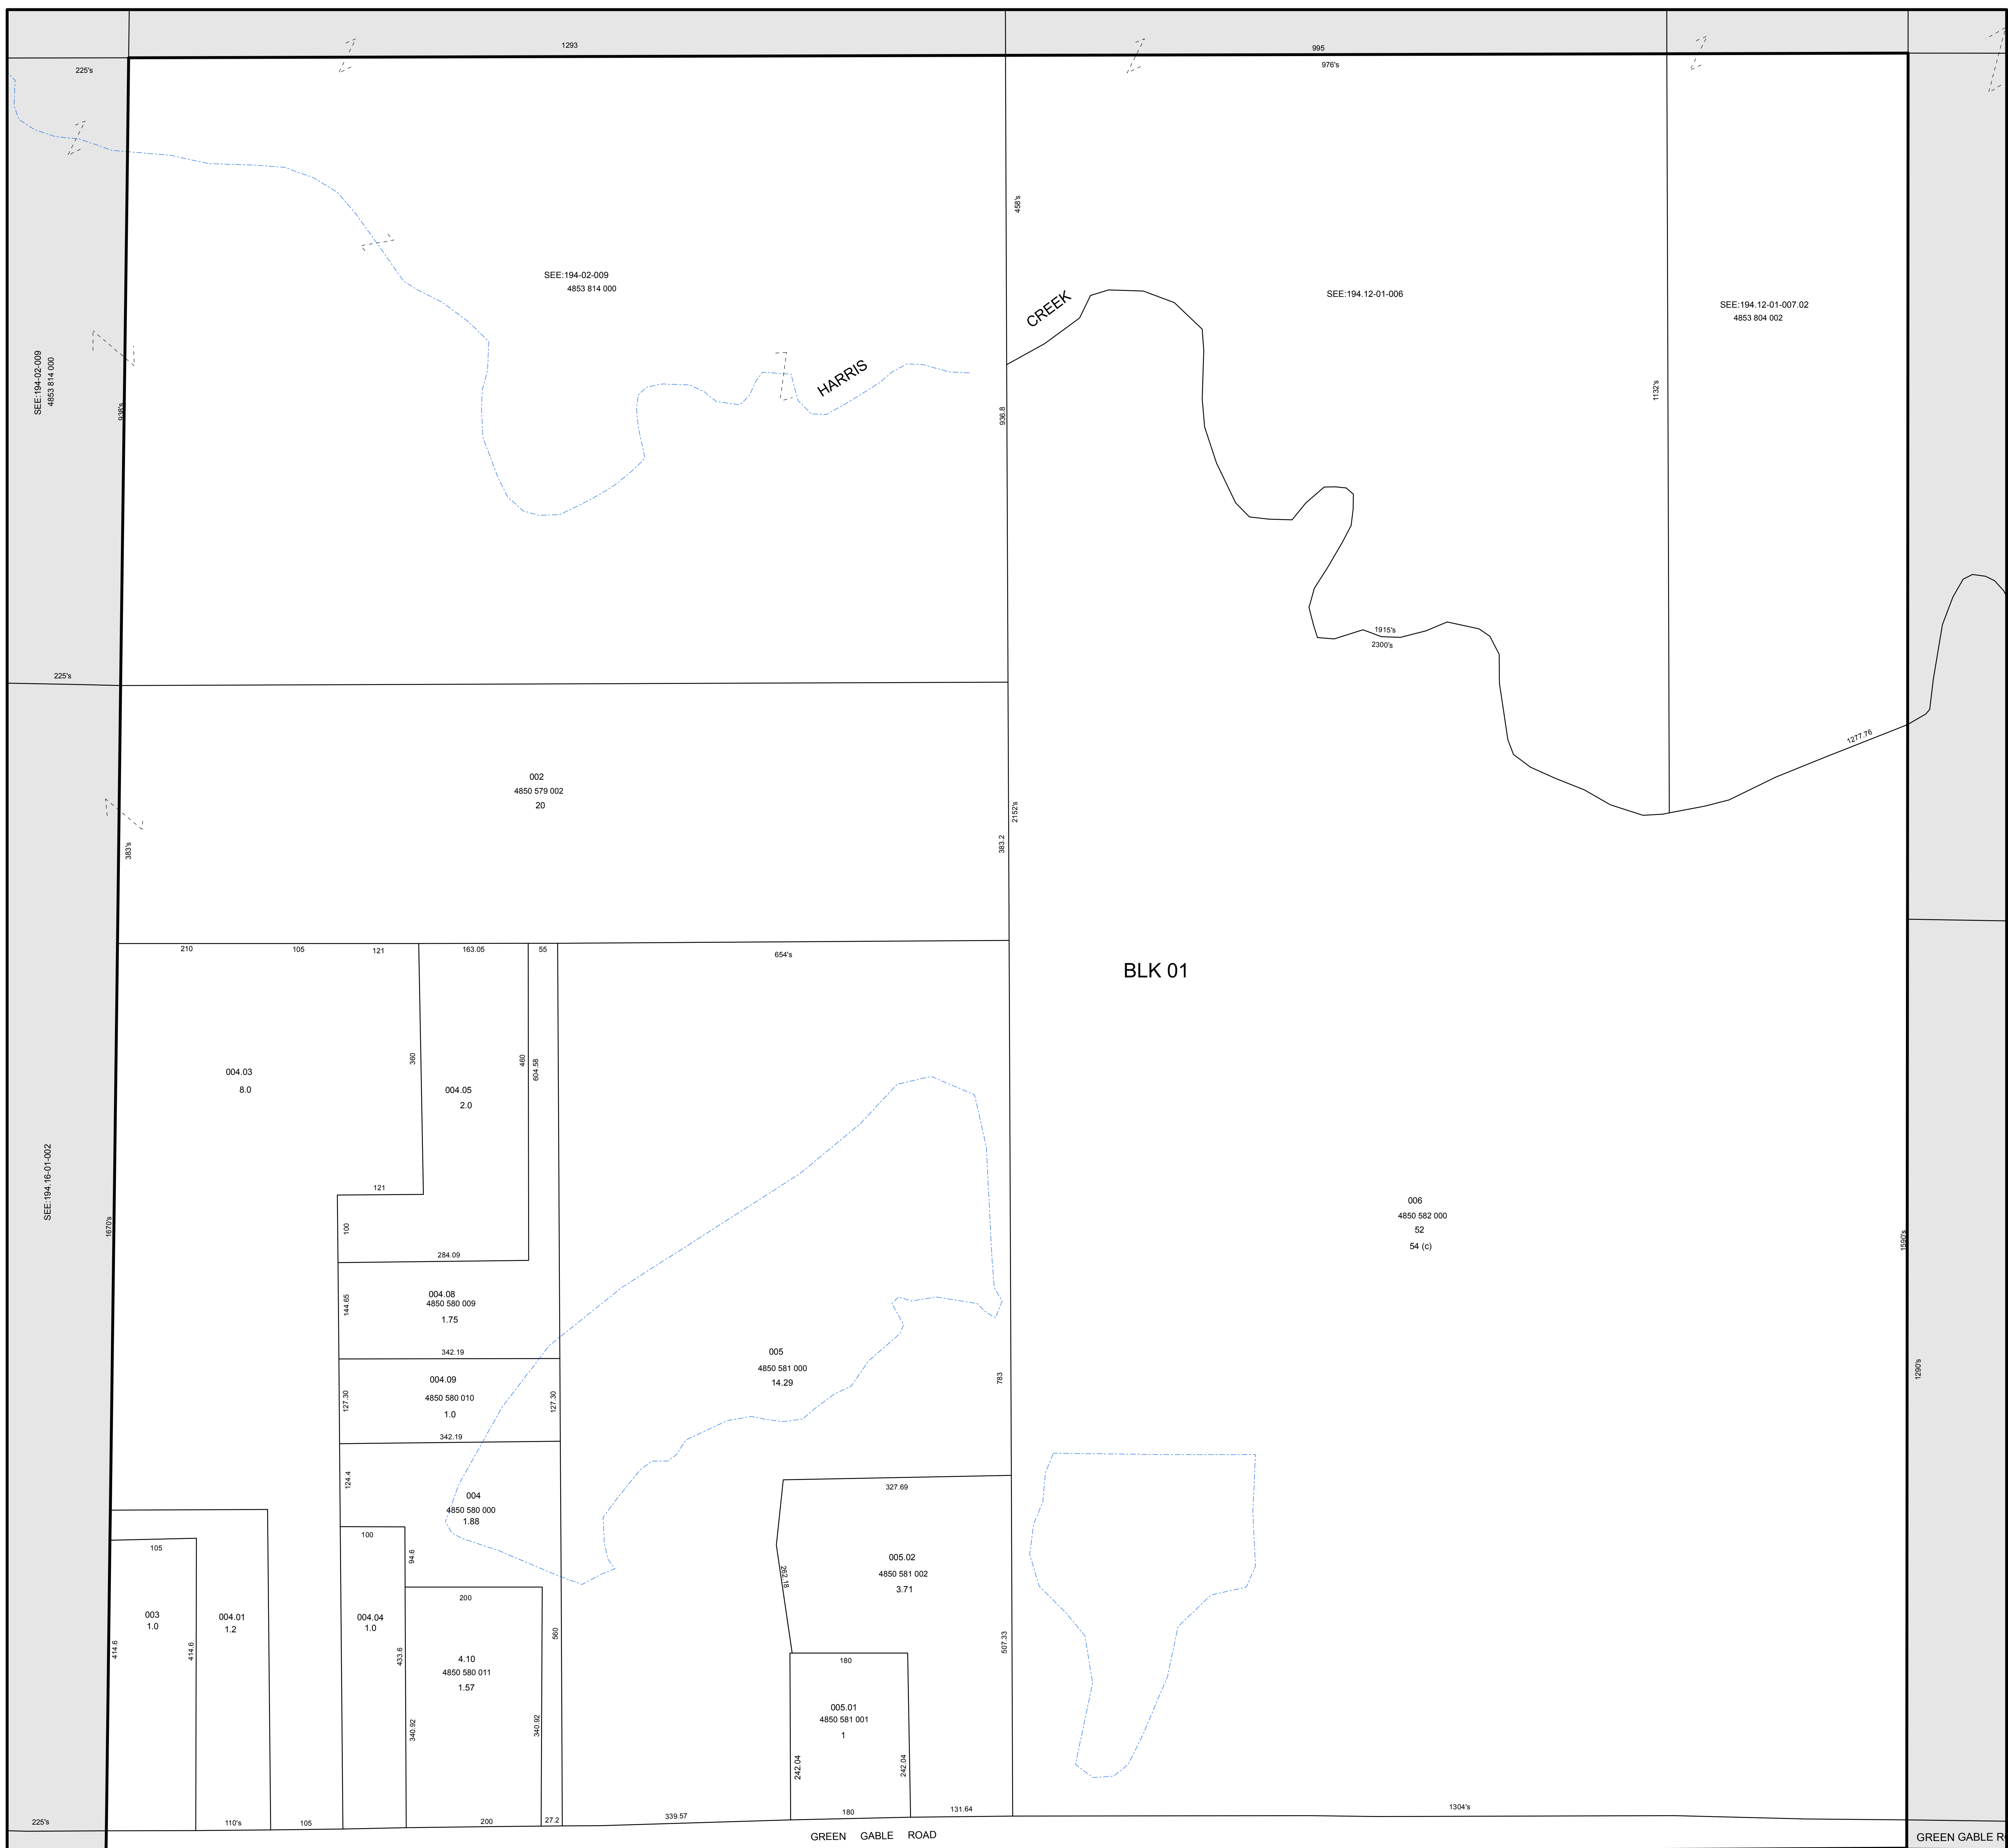 1293
995
225's
976's
458's
SEE:194-02-009
4853 814 000
SEE:194.12-01-006
SEE:194.12-01-007.02
4853 804 002
CREEK
HARRIS
SEE:194-02-009
4853 814 000
936's
936.8
1132's
1915's
2300's
225's
1277.76
002
4850 579 002
20
383's
383.2
2152's
210
105
121
163.05
55
654's
BLK 01
360
460
604.58
004.03
8.0
004.05
2.0
SEE:194.16-01-002
1670's
121
100
284.09
006
4850 582 000
52
54 (c)
1590's
1290's
144.65
004.08
4850 580 009
1.75
342.19
005
4850 581 000
14.29
783
127.30
004.09
4850 580 010
1.0
127.30
342.19
124.4
004
4850 580 000
1.88
327.69
100
94.6
105
262.18
005.02
4850 581 002
3.71
200
003
1.0
004.01
1.2
004.04
1.0
414.6
414.6
433.6
560
507.33
4.10
4850 580 011
1.57
180
005.01
4850 581 001
1
340.92
340.92
242.04
242.04
225's
110's
105
200
27.2
339.57
180
131.64
1304's
GREEN GABLE ROAD
GREEN GABLE R